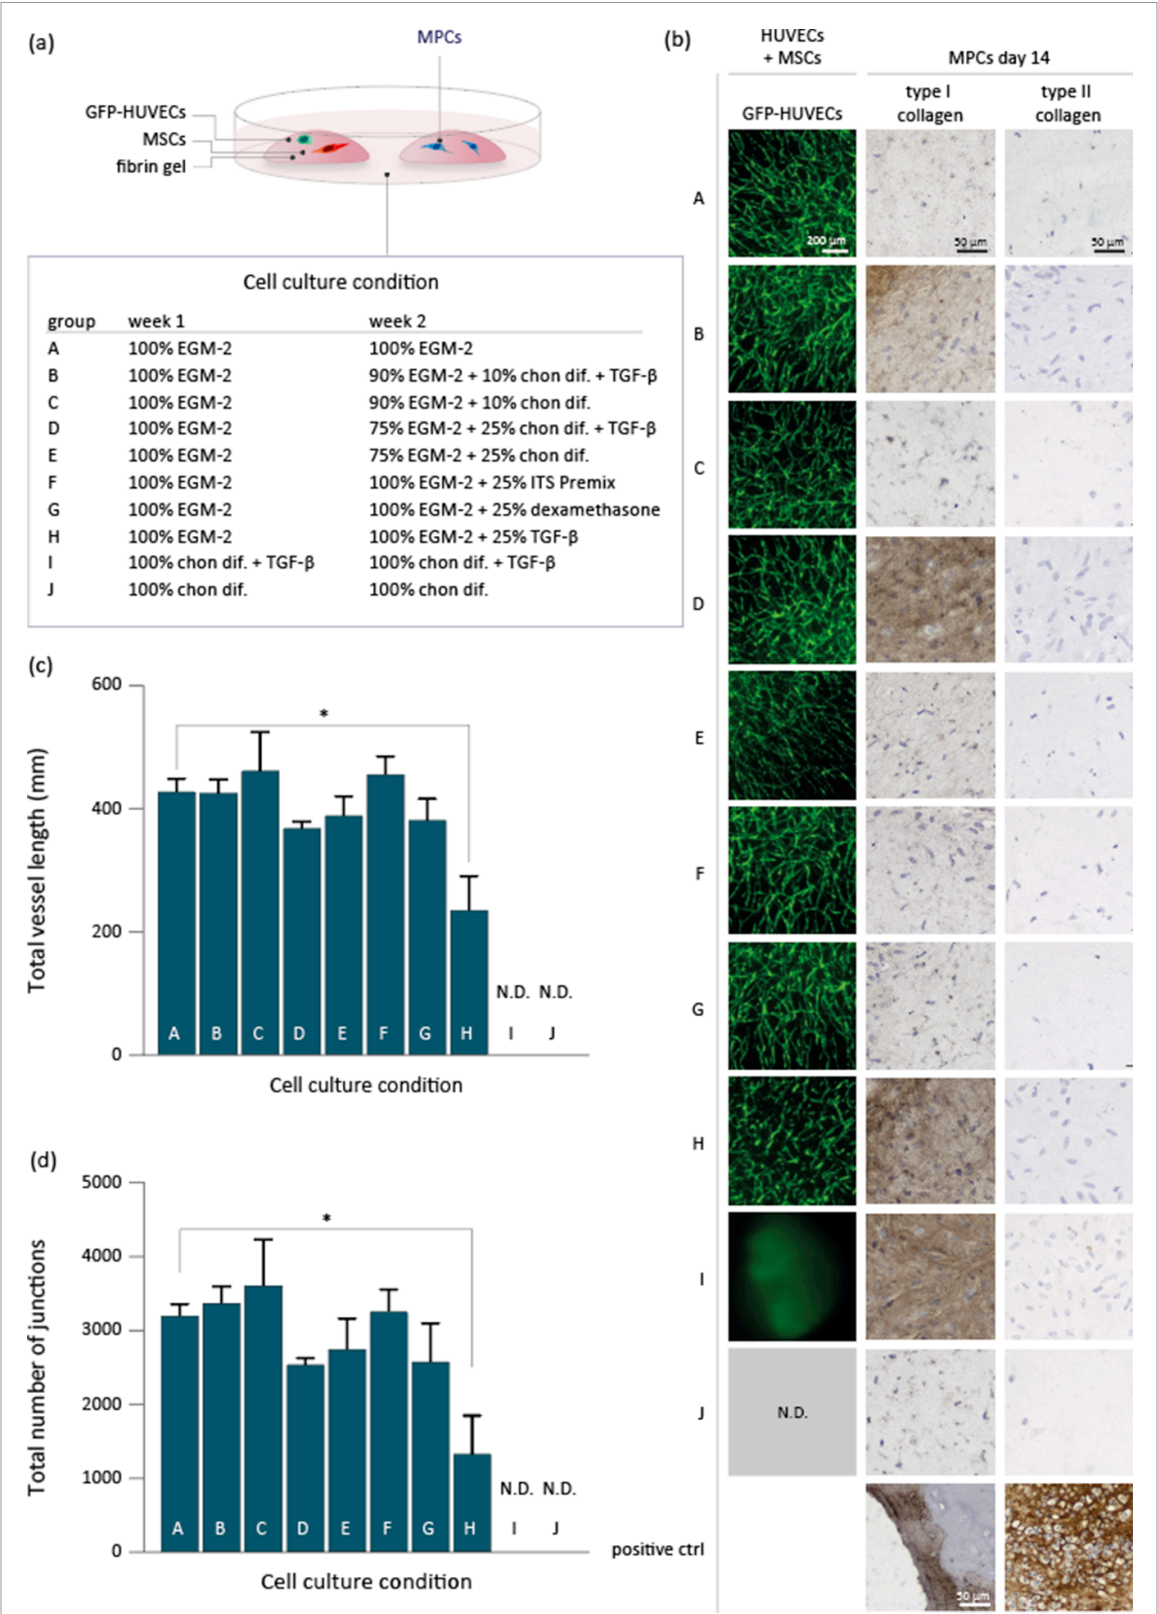 (a)
MPCs
GFP-HUVECs
MSCs
fibrin gel
Cell culture condition
group week 1 week 2
A 100% EGM-2 100% EGM-2
B 100% EGM-2 90% EGM-2 + 10% chon dif. + TGF-β
C 100% EGM-2 90% EGM-2 + 10% chon dif.
D 100% EGM-2 75% EGM-2 + 25% chon dif. + TGF-β
E 100% EGM-2 75% EGM-2 + 25% chon dif.
F 100% EGM-2 100% EGM-2 + 25% ITS Premix
G 100% EGM-2 100% EGM-2 + 25% dexamethasone
H 100% EGM-2 100% EGM-2 + 25% TGF-β
I 100% chon dif. + TGF-β 100% chon dif. + TGF-β
J 100% chon dif. 100% chon dif.
(b)
HUVECs
+ MSCs
MPCs day 14
GFP-HUVECs
type I
collagen
type II
collagen
A
200 µm
50 µm
50 µm
B
C
D
E
F
G
H
I
J
N.D.
positive ctrl
50 µm
(c)
Total vessel length (mm)
600
400
200
0
*
N.D. N.D.
A B C D E F G H I J
Cell culture condition
(d)
Total number of junctions
5000
4000
3000
2000
1000
0
*
N.D. N.D.
A B C D E F G H I J
Cell culture condition